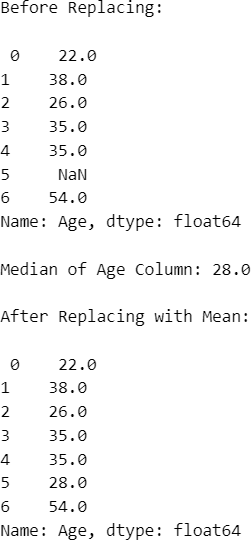 Before Replacing:
0 22.0
1 38.0
2 26.0
3 35.0
4 35.0
5 NaN
6 54.0
Name: Age, dtype: float64
Median of Age Column: 28.0
After Replacing with Mean:
0 22.0
1 38.0
2 26.0
3 35.0
4 35.0
5 28.0
6 54.0
Name: Age, dtype: float64